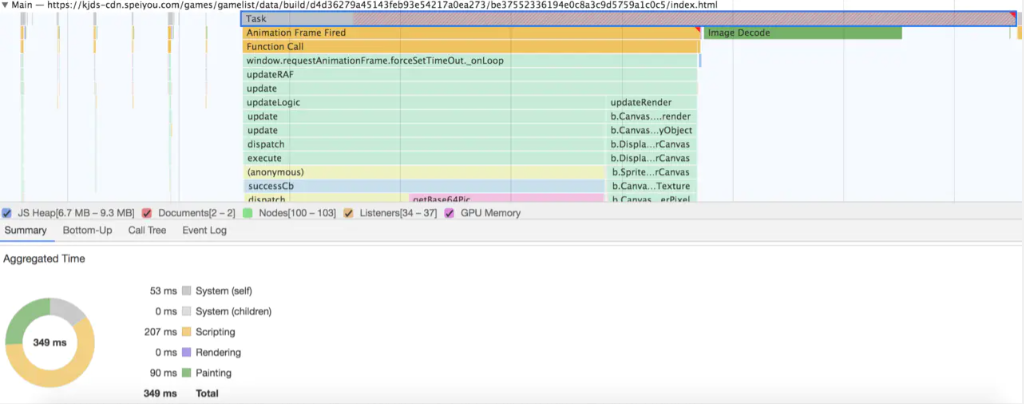 ▼ Main — https://kjds-cdn.speiyou.com/games/gamelist/data/build/d4d36279a45143feb93e54217a0ea273/be37552336194e0c8a3c9d5759a1c0c5/index.html
Task
Animation Frame Fired Image Decode
Function Call
window.requestAnimationFrame.forceSetTimeOut._onLoop
updateRAF
update
updateLogic updateRender
update b.Canvas....render
update b.Canvas...yObject
dispatch b.Displa...rCanvas
execute b.Displa...rCanvas
(anonymous) b.Sprite...rCanvas
successCb b.Canva...Texture
dispatch getBase64Pic b.Canvas...erPixel
JS Heap[6.7 MB – 9.3 MB] Documents[2 – 2] Nodes[100 – 103] Listeners[34 – 37] GPU Memory
Summary Bottom-Up Call Tree Event Log
Aggregated Time
53 ms System (self)
0 ms System (children)
349 ms 207 ms Scripting
0 ms Rendering
90 ms Painting
349 ms Total